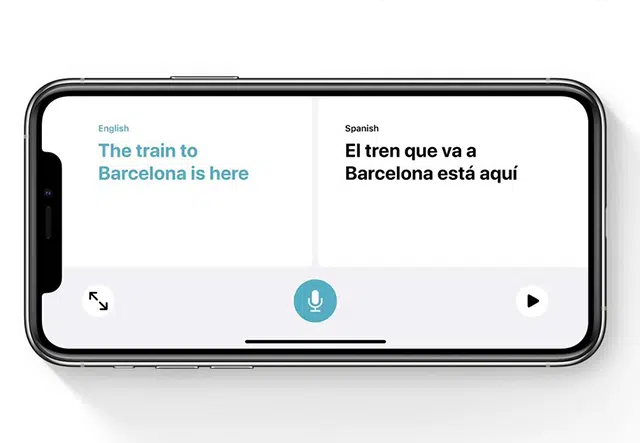 English
The train to
Barcelona is here
Spanish
El tren que va a
Barcelona está aquí